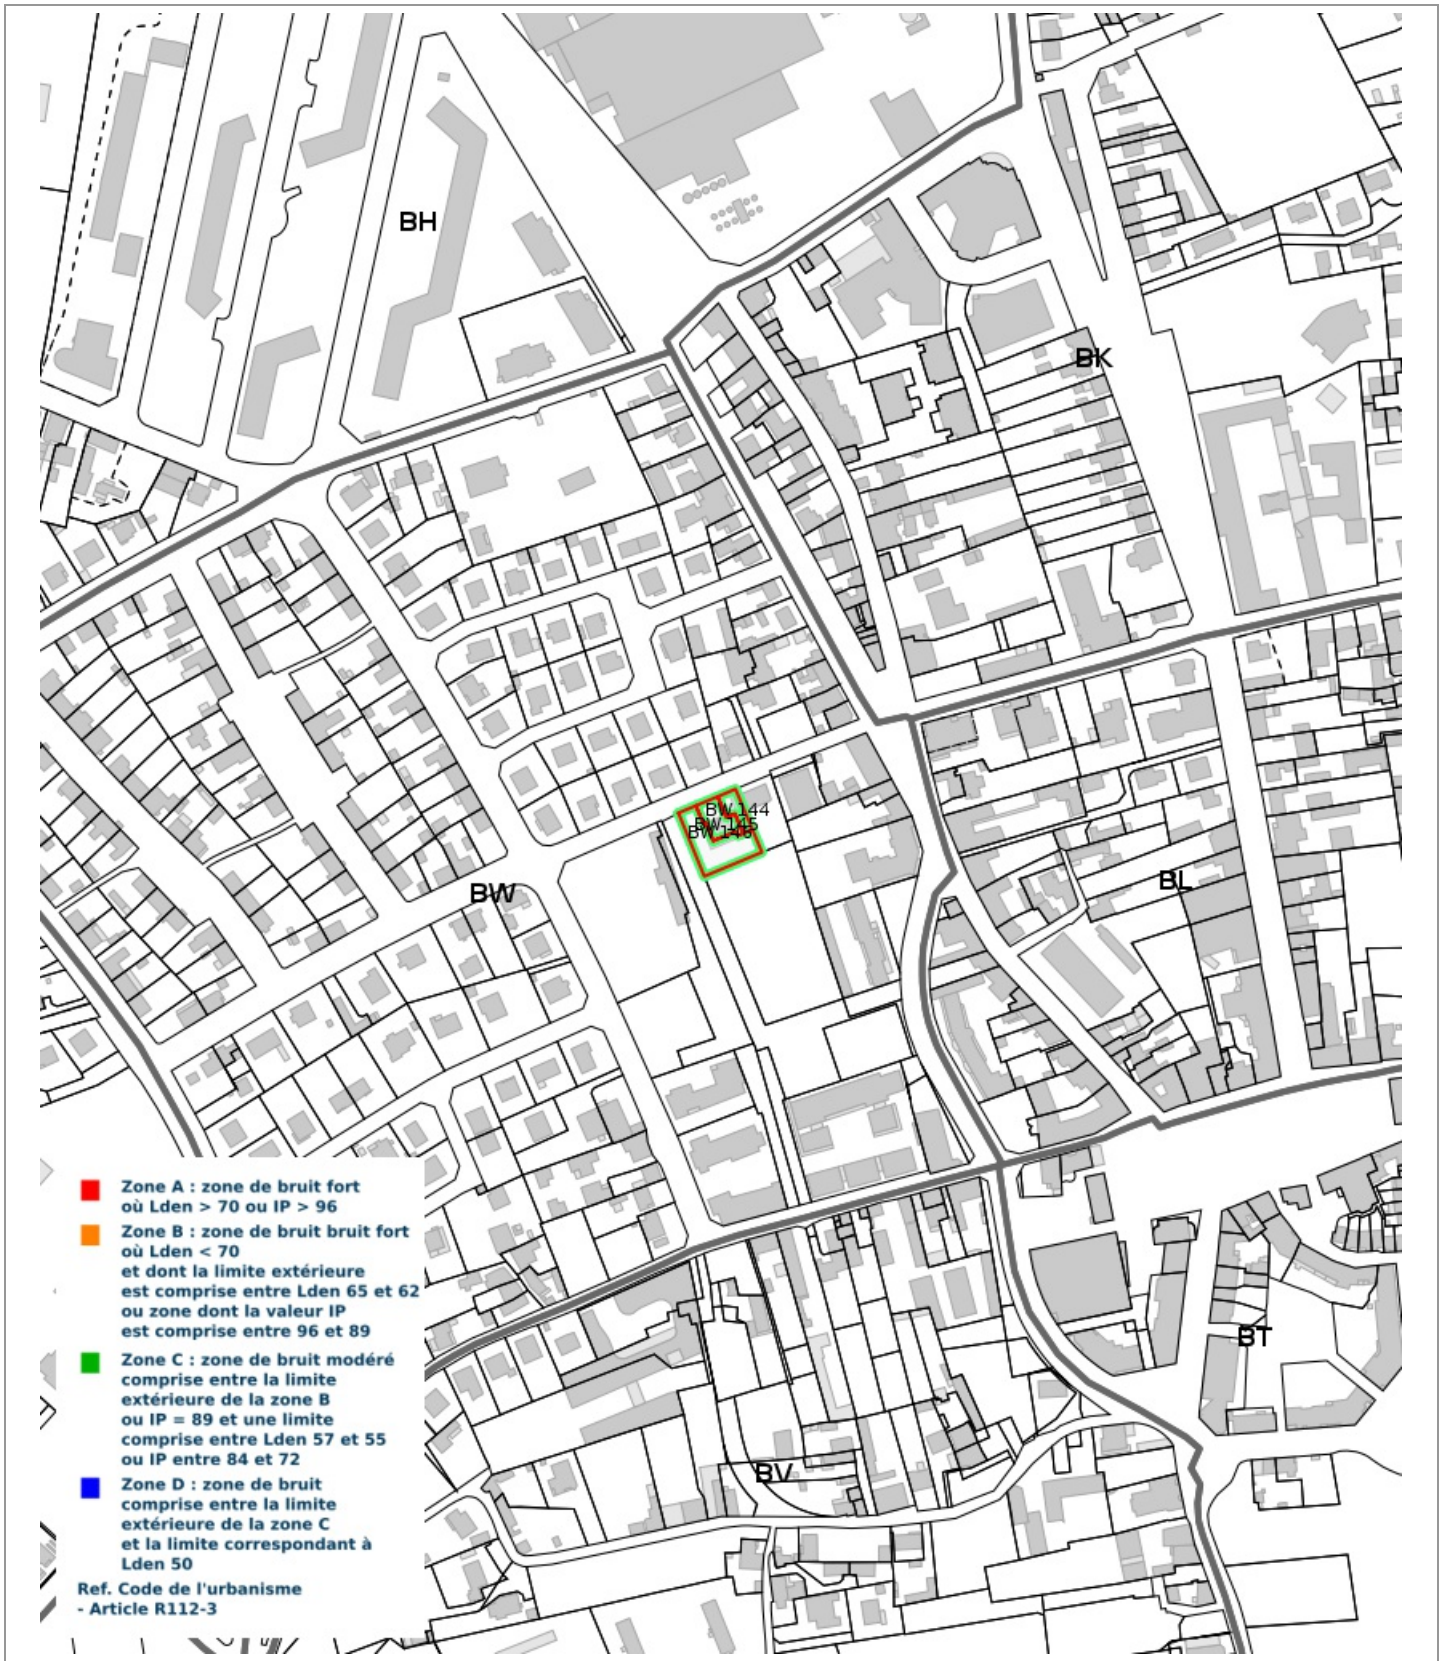 BH
BK
BW 144
BW 145
BW 146
BW
BL
Zone A : zone de bruit fort
où Lden > 70 ou IP > 96
Zone B : zone de bruit bruit fort
où Lden < 70
et dont la limite extérieure
est comprise entre Lden 65 et 62
ou zone dont la valeur IP
est comprise entre 96 et 89
BT
Zone C : zone de bruit modéré
comprise entre la limite
extérieure de la zone B
ou IP = 89 et une limite
comprise entre Lden 57 et 55
ou IP entre 84 et 72
BV
Zone D : zone de bruit
comprise entre la limite
extérieure de la zone C
et la limite correspondant à
Lden 50
Ref. Code de l'urbanisme
- Article R112-3